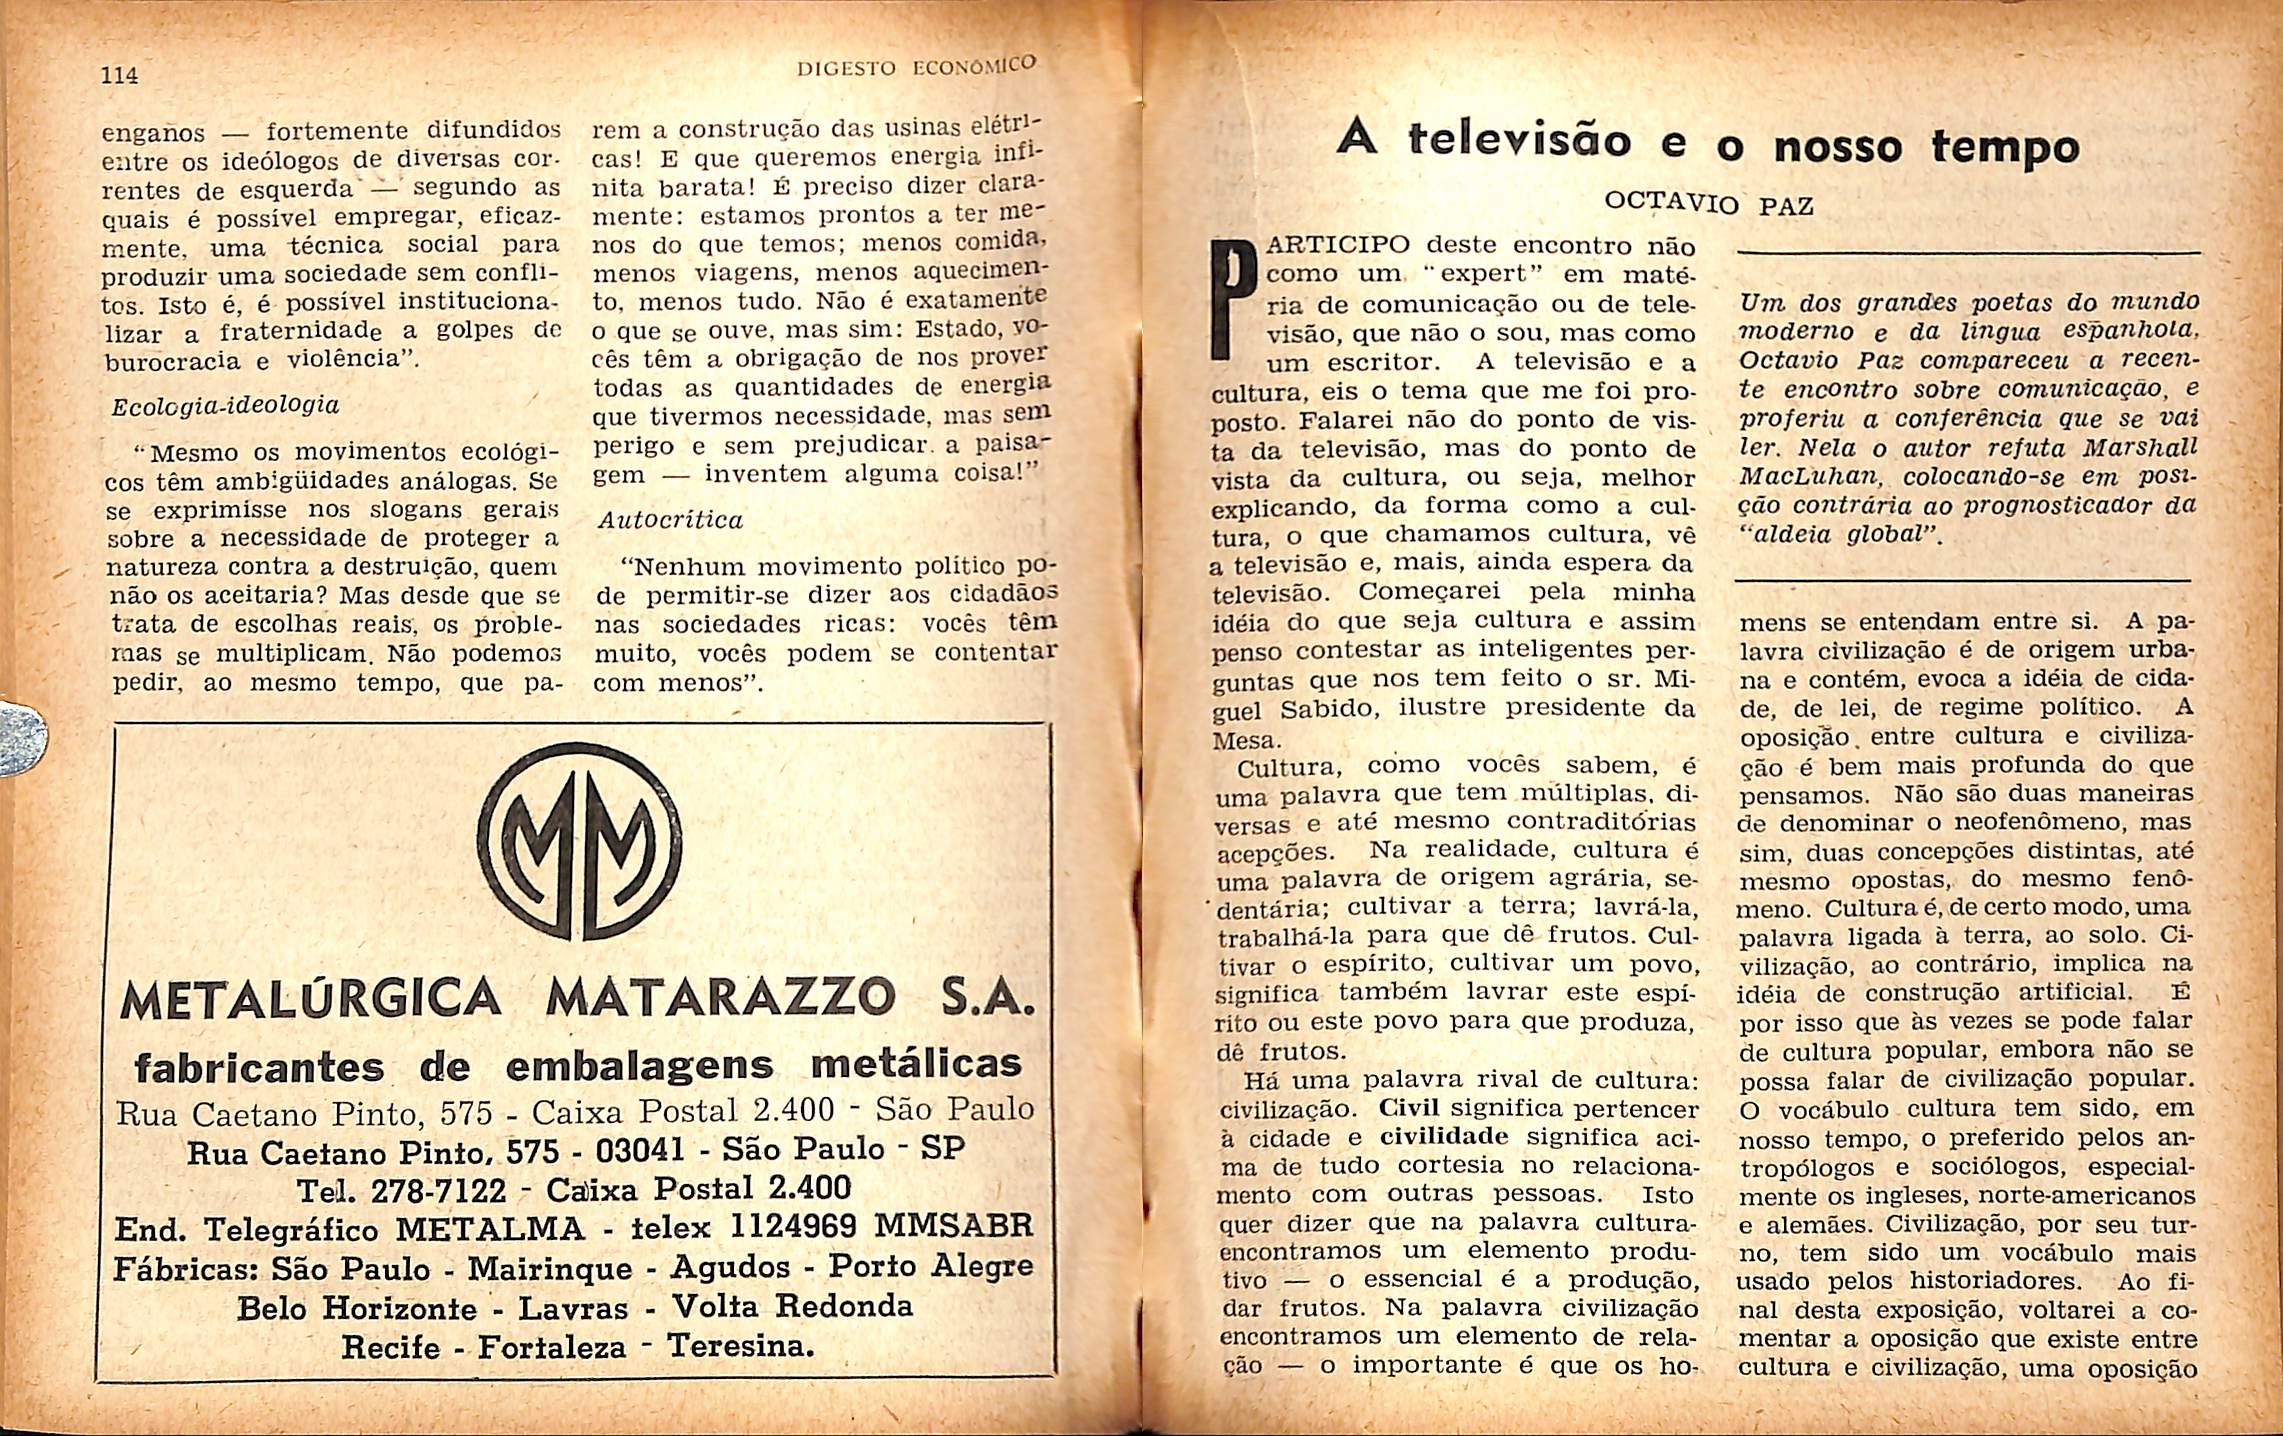 114
DIGESTO ECONÔMICO
enganos — fortemente difundidos
entre os ideólogos de diversas cor-
rentes de esquerda — segundo as
quais é possível empregar, eficaz-
mente, uma técnica social para
produzir uma sociedade sem confli-
tos. Isto é, é possível instituciona-
lizar a fraternidade a golpes de
burocracia e violência”.
Ecologia-ideologia
“Mesmo os movimentos ecológi-
cos têm ambigüidades análogas. Se
se exprimisse nos slogans gerais
sobre a necessidade de proteger a
natureza contra a destruição, quem
não os aceitaria? Mas desde que se
trata de escolhas reais, os proble-
mas se multiplicam. Não podemos
pedir, ao mesmo tempo, que pa-
rem a construção das usinas elétri-
cas! E que queremos energia infi-
nita barata! É preciso dizer clara-
mente: estamos prontos a ter me-
nos do que temos; menos comida,
menos viagens, menos aquecimen-
to, menos tudo. Não é exatamente
o que se ouve, mas sim: Estado, vo-
cês têm a obrigação de nos prover
todas as quantidades de energia
que tivermos necessidade, mas sem
perigo e sem prejudicar a paisa-
gem — inventem alguma coisa!”
Autocrítica
“Nenhum movimento político po-
de permitir-se dizer aos cidadãos
nas sociedades ricas: vocês têm
muito, vocês podem se contentar
com menos”.
MM
METALÚRGICA MATARAZZO S.A.
fabricantes de embalagens metálicas
Rua Caetano Pinto, 575 - Caixa Postal 2.400 - São Paulo
Rua Caetano Pinto, 575 - 03041 - São Paulo - SP
Tel. 278-7122 - Caixa Postal 2.400
End. Telegráfico METALMA - telex 1124969 MMSABR
Fábricas: São Paulo - Mairinque - Agudos - Porto Alegre
Belo Horizonte - Lavras - Volta Redonda
Recife - Fortaleza - Teresina.
A televisão e o nosso tempo
OCTAVIO PAZ
PARTICIPO deste encontro não
como um “expert” em maté-
ria de comunicação ou de tele-
visão, que não o sou, mas como
um escritor. A televisão e a
cultura, eis o tema que me foi pro-
posto. Falarei não do ponto de vis-
ta da televisão, mas do ponto de
vista da cultura, ou seja, melhor
explicando, da forma como a cul-
tura, o que chamamos cultura, vê
a televisão e, mais, ainda espera da
televisão. Começarei pela minha
idéia do que seja cultura e assim
penso contestar as inteligentes per-
guntas que nos tem feito o sr. Mi-
guel Sabido, ilustre presidente da
Mesa.
Cultura, como vocês sabem, é
uma palavra que tem múltiplas, di-
versas e até mesmo contraditórias
acepções. Na realidade, cultura é
uma palavra de origem agrária, se-
dentária; cultivar a terra; lavrá-la,
trabalhá-la para que dê frutos. Cul-
tivar o espírito, cultivar um povo,
significa também lavrar este espí-
rito ou este povo para que produza,
dê frutos.
Há uma palavra rival de cultura:
civilização. Civil significa pertencer
à cidade e civilidade significa aci-
ma de tudo cortesia no relaciona-
mento com outras pessoas. Isto
quer dizer que na palavra cultura-
encontramos um elemento produ-
tivo — o essencial é a produção,
dar frutos. Na palavra civilização
encontramos um elemento de rela-
ção — o importante é que os ho-
Um dos grandes poetas do mundo
moderno e da lingua espanhola,
Octavio Paz compareceu a recen-
te encontro sobre comunicação, e
proferiu a conferência que se vai
ler. Nela o autor refuta Marshall
MacLuhan, colocando-se em posi-
ção contrária ao prognosticador da
“aldeia global”.
mens se entendam entre si. A pa-
lavra civilização é de origem urba-
na e contém, evoca a idéia de cida-
de, de lei, de regime político. A
oposição entre cultura e civiliza-
ção é bem mais profunda do que
pensamos. Não são duas maneiras
de denominar o neofenômeno, mas
sim, duas concepções distintas, até
mesmo opostas, do mesmo fenô-
meno. Cultura é, de certo modo, uma
palavra ligada à terra, ao solo. Ci-
vilização, ao contrário, implica na
idéia de construção artificial. É
por isso que às vezes se pode falar
de cultura popular, embora não se
possa falar de civilização popular.
O vocábulo cultura tem sido, em
nosso tempo, o preferido pelos an-
tropólogos e sociólogos, especial-
mente os ingleses, norte-americanos
e alemães. Civilização, por seu tur-
no, tem sido um vocábulo mais
usado pelos historiadores. Ao fi-
nal desta exposição, voltarei a co-
mentar a oposição que existe entre
cultura e civilização, uma oposição